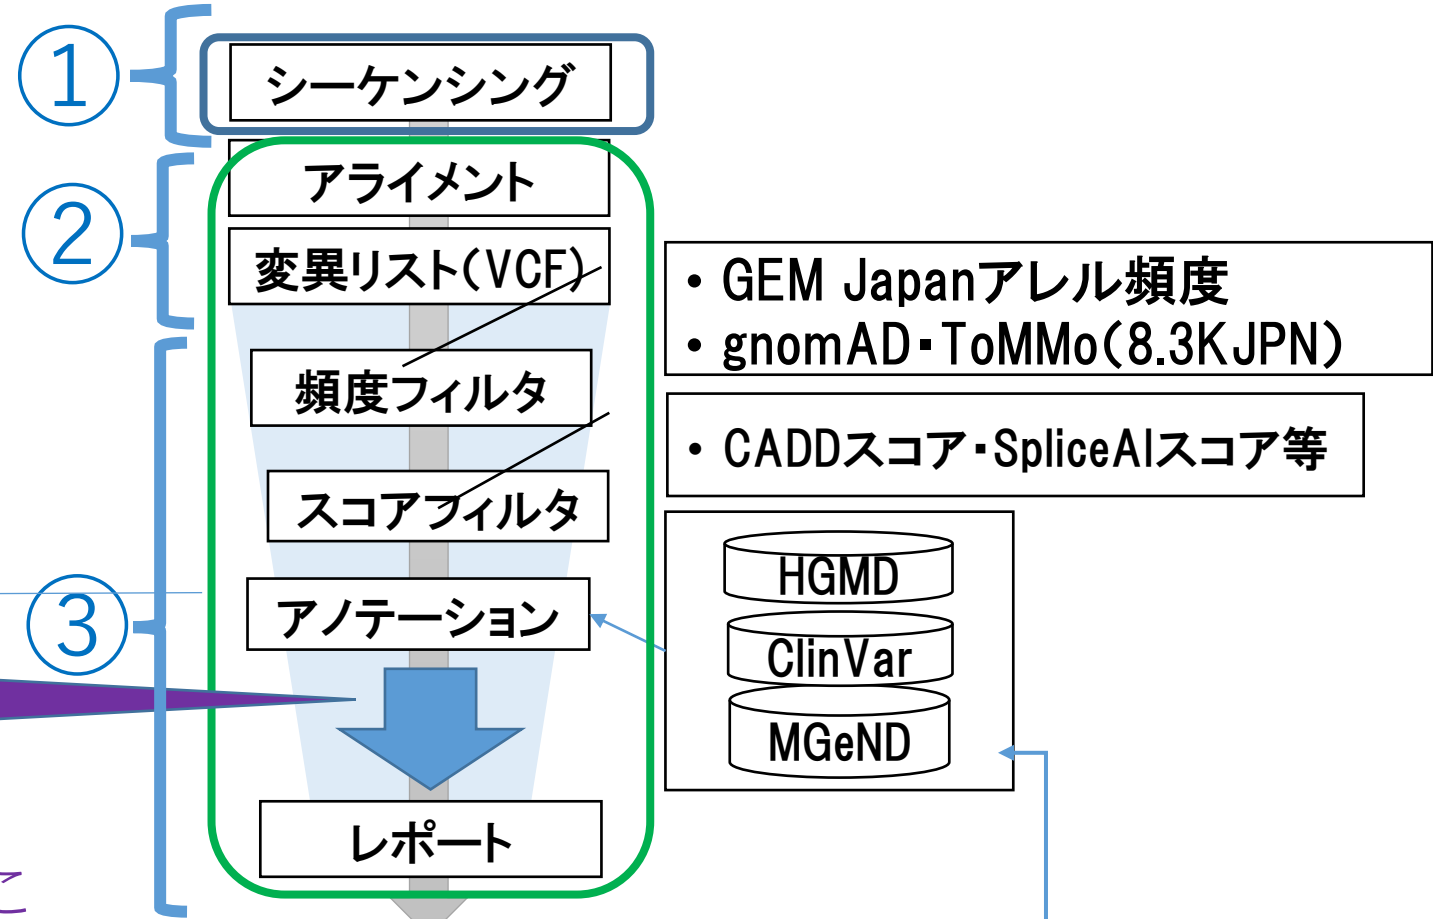 ①
シーケンシング
アライメント
②
変異リスト(VCF)
・GEM Japanアレル頻度
・gnomAD・ToMMo(8.3KJPN)
頻度フィルタ
・CADDスコア・SpliceAIスコア等
スコアフィルタ
HGMD
③
アノテーション
ClinVar
MGeND
レポート